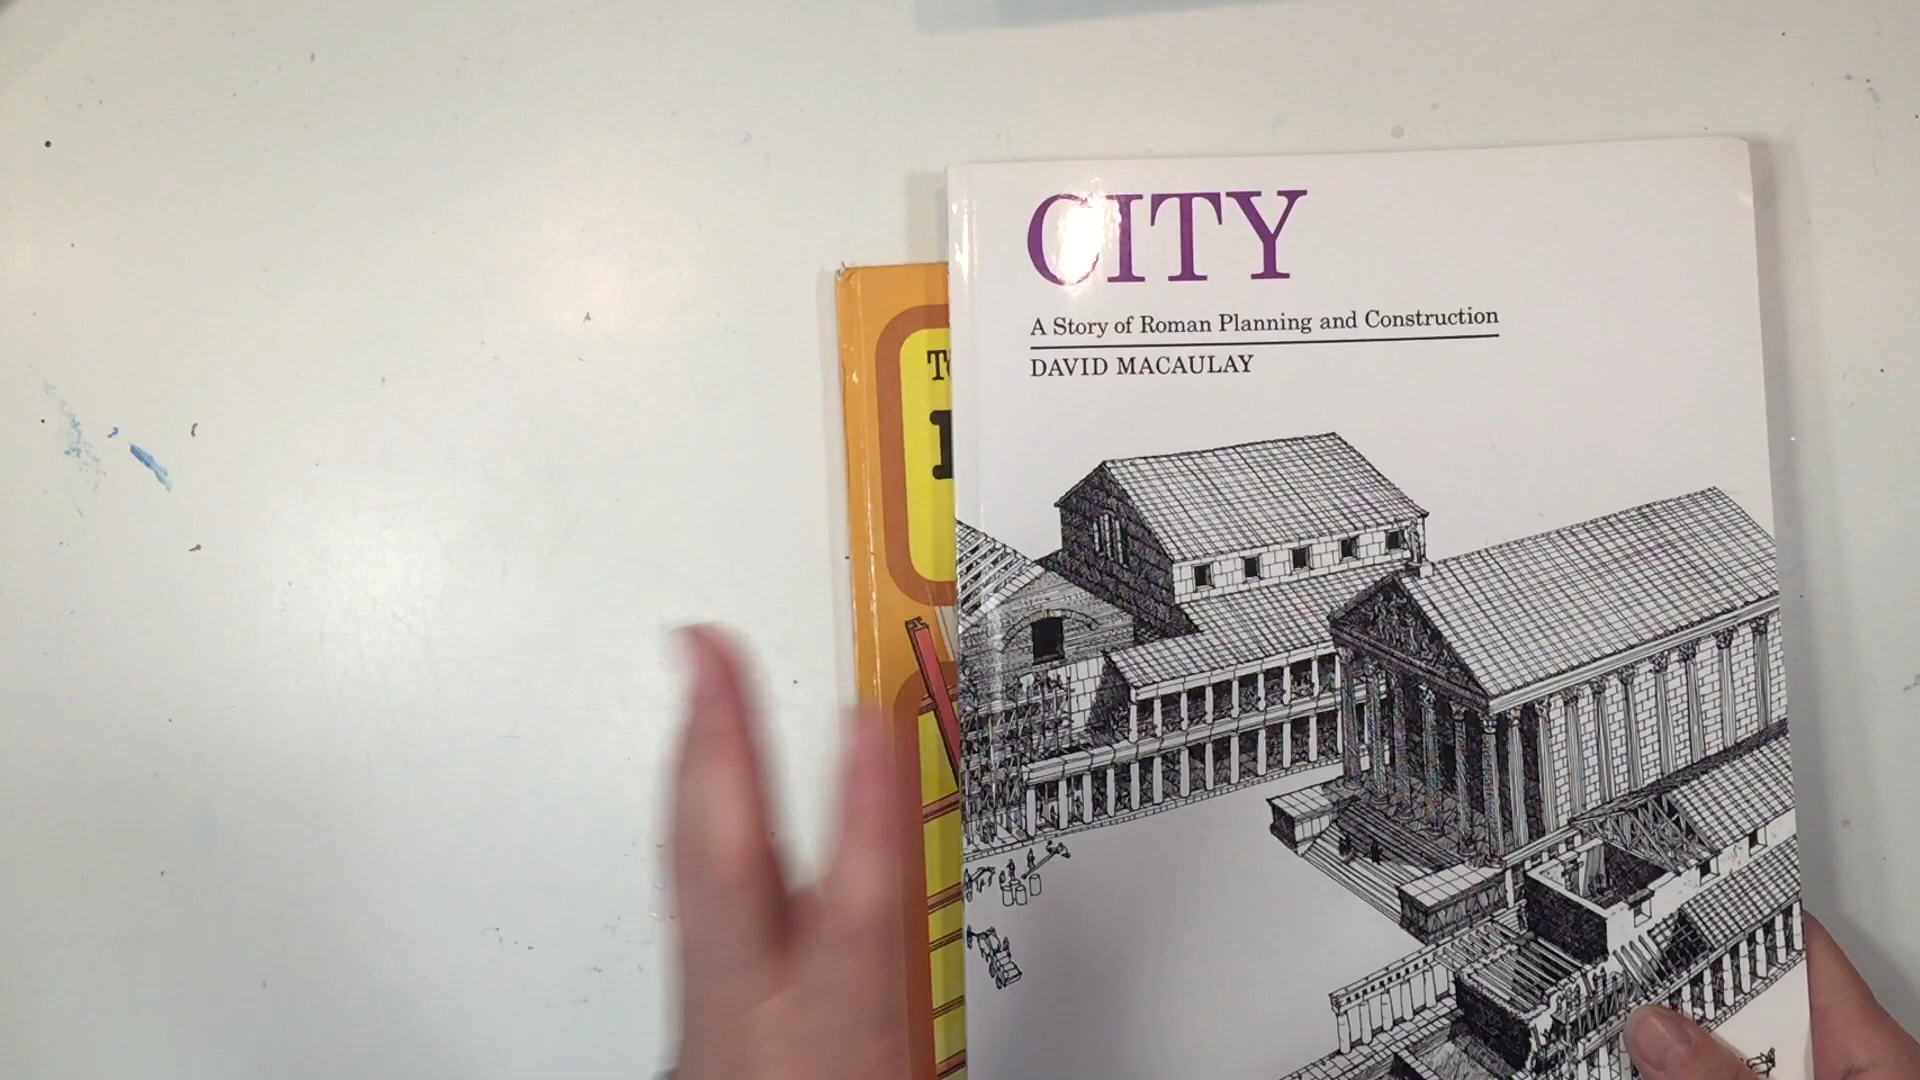 CITY
A Story of Roman Planning and Construction
DAVID MACAULAY